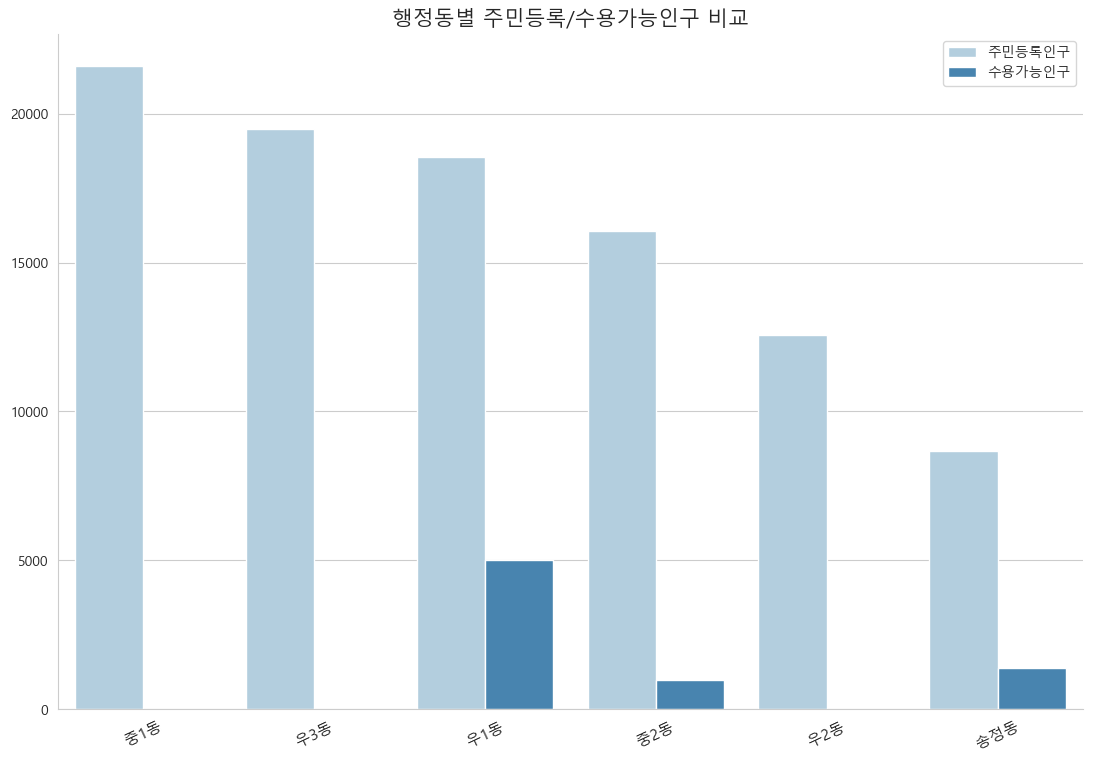 행정동별 주민등록/수용가능인구 비교
주민등록인구
수용가능인구
20000
15000
10000
5000
0
중1동
우3동
우1동
중2동
우2동
송정동